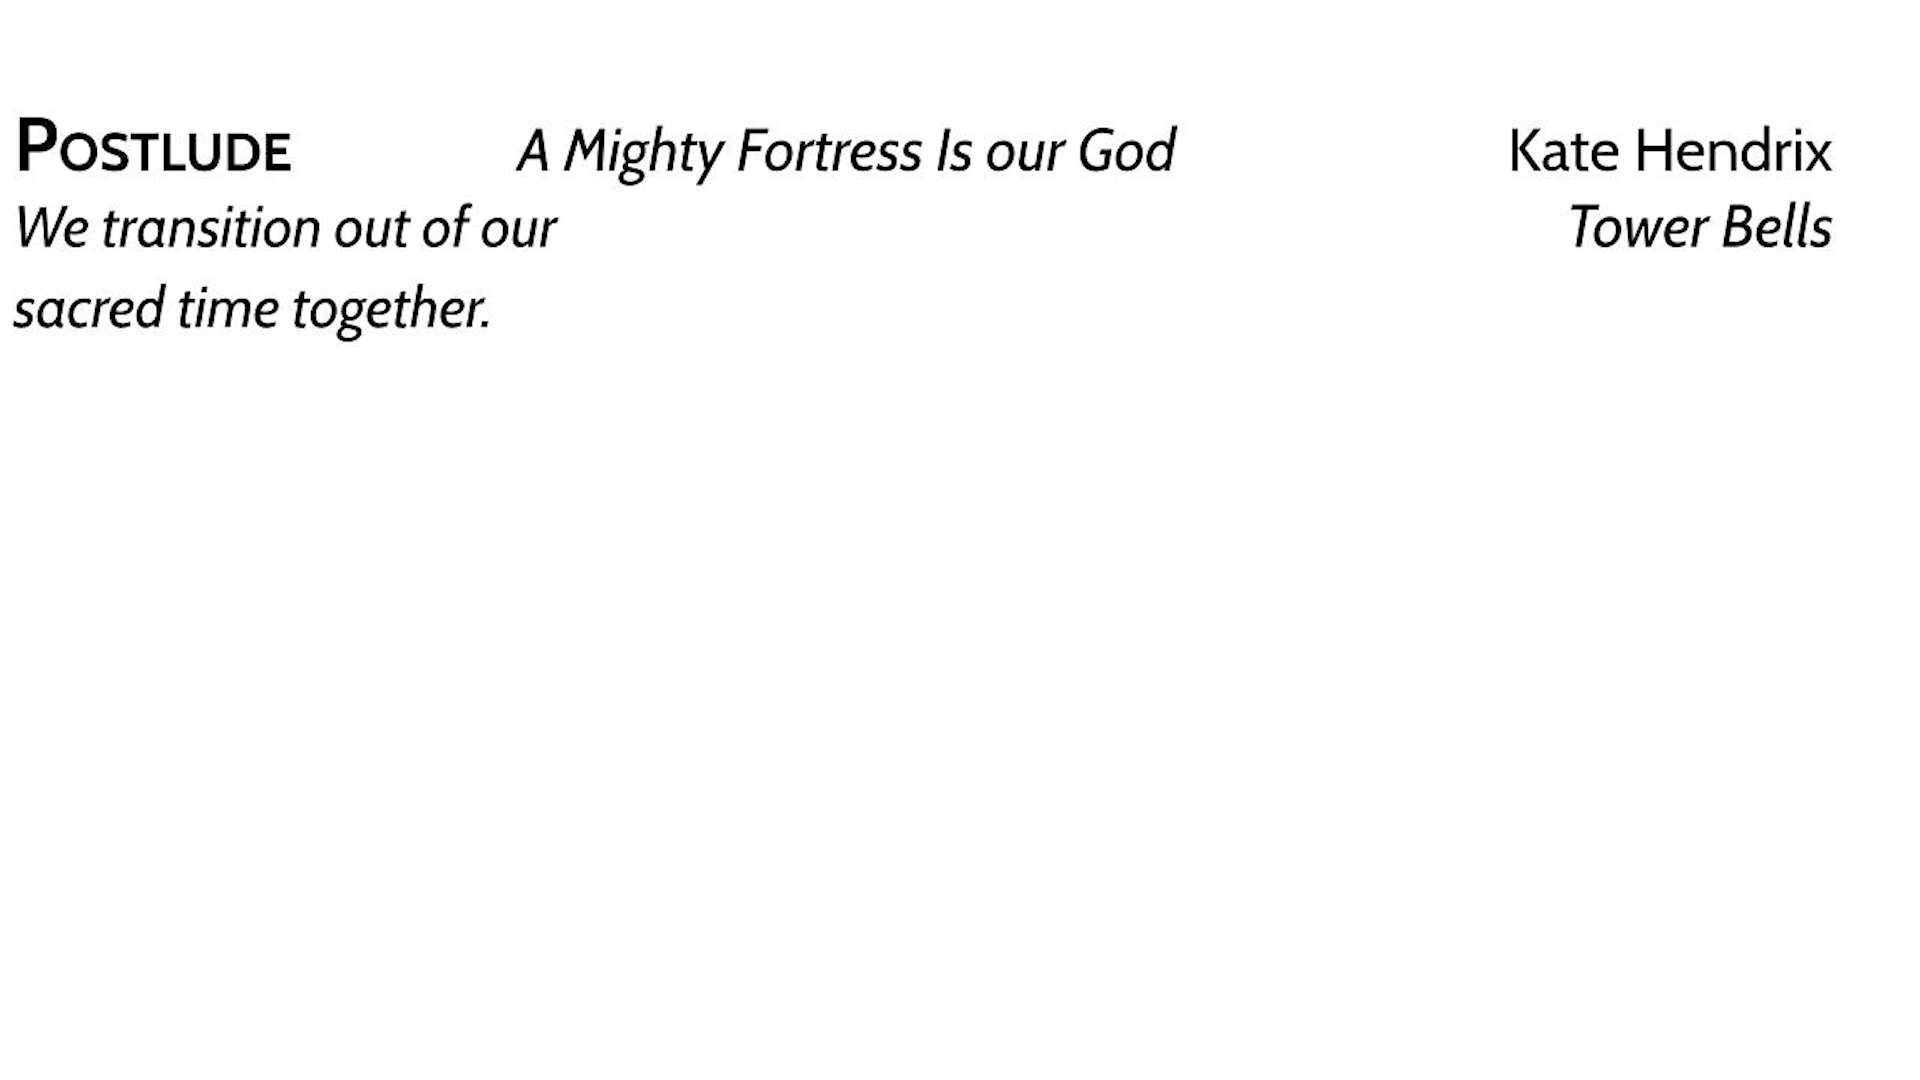 POSTLUDE A Mighty Fortress Is our God Kate Hendrix
We transition out of our Tower Bells
sacred time together.